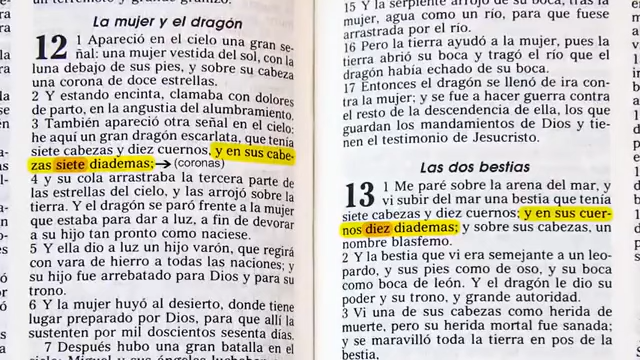 un terremoto y grande granizo.
La mujer y el dragón
12 1 Apareció en el cielo una gran se-
ñal: una mujer vestida del sol, con la
luna debajo de sus pies, y sobre su cabeza
una corona de doce estrellas.
2 Y estando encinta, clamaba con dolores
de parto, en la angustia del alumbramiento.
3 También apareció otra señal en el cielo:
he aquí un gran dragón escarlata, que tenía
siete cabezas y diez cuernos, y en sus cabe-
zas siete diademas; → (coronas)
4 y su cola arrastraba la tercera parte de
las estrellas del cielo, y las arrojó sobre la
tierra. Y el dragón se paró frente a la mujer
que estaba para dar a luz, a fin de devorar
a su hijo tan pronto como naciese.
5 Y ella dio a luz un hijo varón, que regirá
con vara de hierro a todas las naciones; y
su hijo fue arrebatado para Dios y para su
trono.
6 Y la mujer huyó al desierto, donde tiene
lugar preparado por Dios, para que allí la
sustenten por mil doscientos sesenta días.
7 Después hubo una gran batalla en el
cielo: Miguel y sus ángeles luchaban
15 Y la serpiente arrojó de su boca, tras la
mujer, agua como un río, para que fuese
arrastrada por el río.
16 Pero la tierra ayudó a la mujer, pues la
tierra abrió su boca y tragó el río que el
dragón había echado de su boca.
17 Entonces el dragón se llenó de ira con-
tra la mujer; y se fue a hacer guerra contra
el resto de la descendencia de ella, los que
guardan los mandamientos de Dios y tie-
nen el testimonio de Jesucristo.
Las dos bestias
13 1 Me paré sobre la arena del mar, y
vi subir del mar una bestia que tenía
siete cabezas y diez cuernos; y en sus cuer-
nos diez diademas; y sobre sus cabezas, un
nombre blasfemo.
2 Y la bestia que vi era semejante a un leo-
pardo, y sus pies como de oso, y su boca
como boca de león. Y el dragón le dio su
poder y su trono, y grande autoridad.
3 Vi una de sus cabezas como herida de
muerte, pero su herida mortal fue sanada;
y se maravilló toda la tierra en pos de la
bestia,